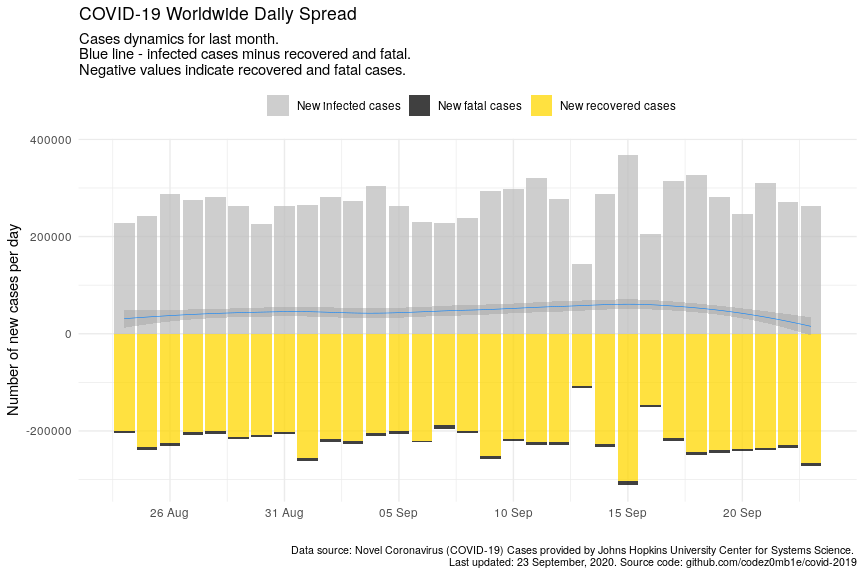 COVID-19 Worldwide Daily Spread
Cases dynamics for last month.
Blue line - infected cases minus recovered and fatal.
Negative values indicate recovered and fatal cases.
New infected cases New fatal cases New recovered cases
Number of new cases per day
400000
200000
0
-200000
26 Aug 31 Aug 05 Sep 10 Sep 15 Sep 20 Sep
Data source: Novel Coronavirus (COVID-19) Cases provided by Johns Hopkins University Center for Systems Science.
Last updated: 23 September, 2020. Source code: github.com/codez0mb1e/covid-2019